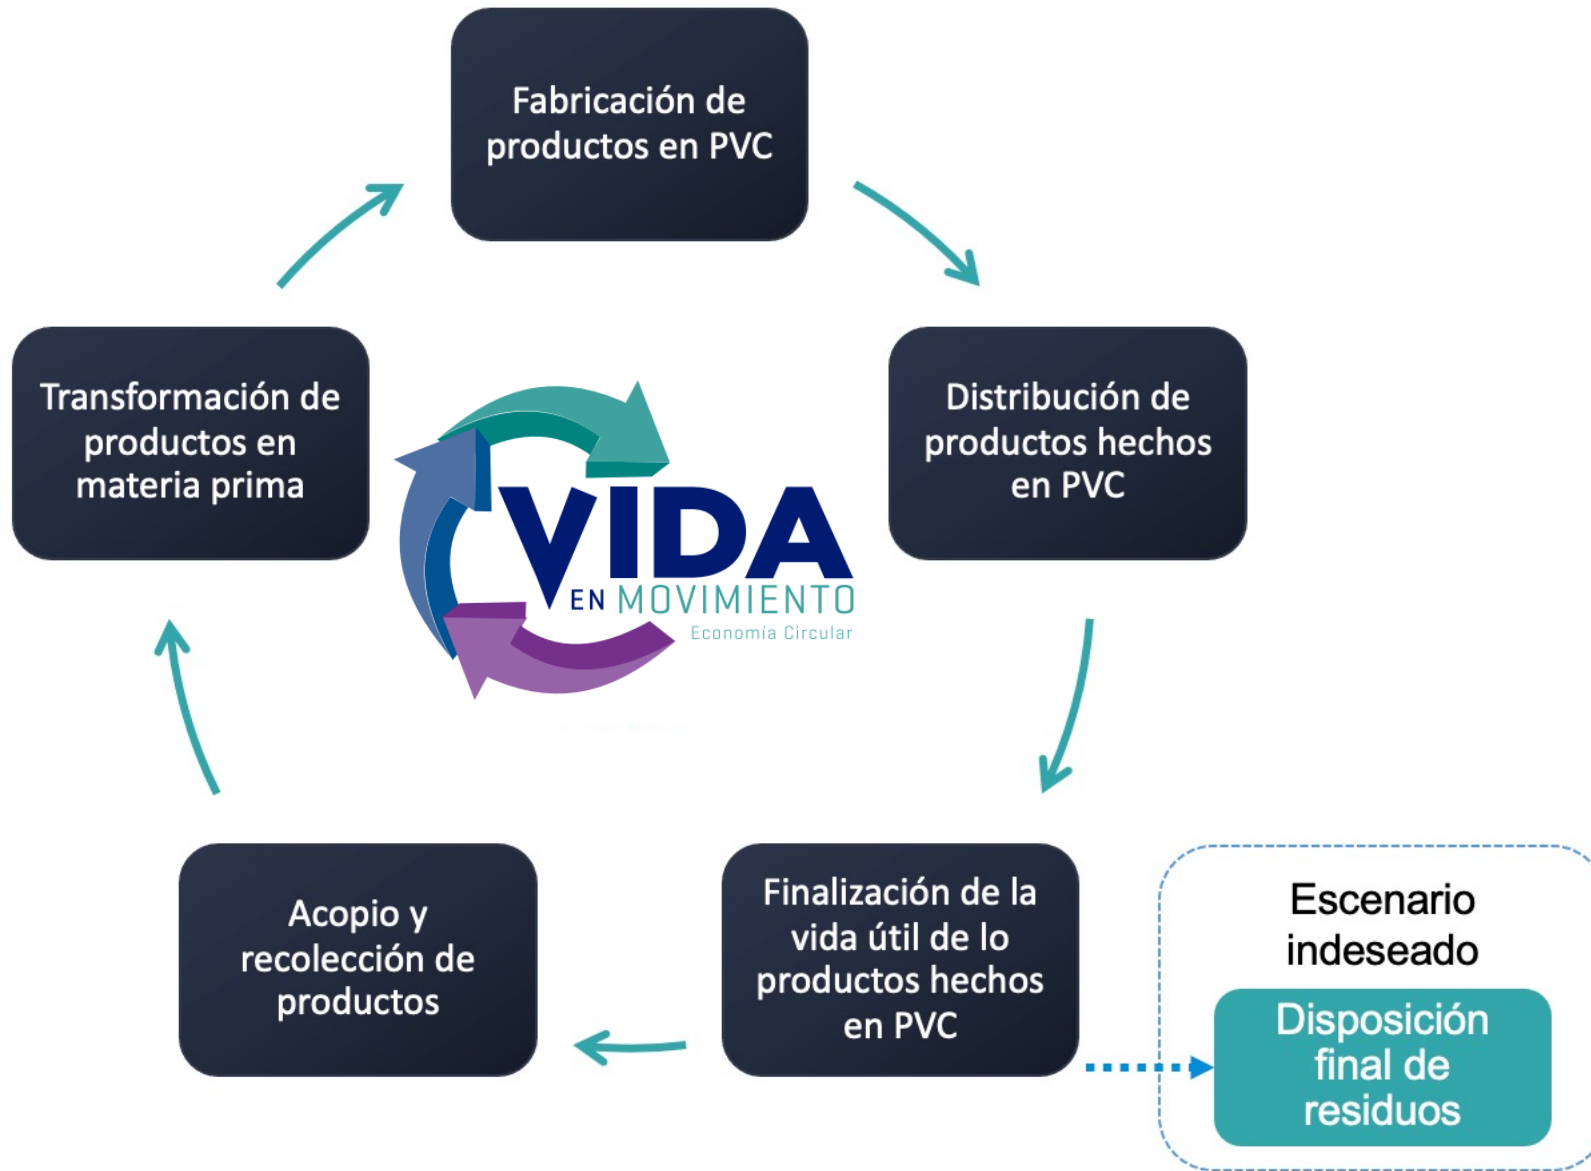 Fabricación de
productos en PVC
Transformación de
productos en
materia prima
Distribución de
productos hechos
en PVC
VIDA
EN MOVIMIENTO
Economía Circular
Acopio y
recolección de
productos
Finalización de la
vida útil de lo
productos hechos
en PVC
Escenario
indeseado
Disposición
final de
residuos